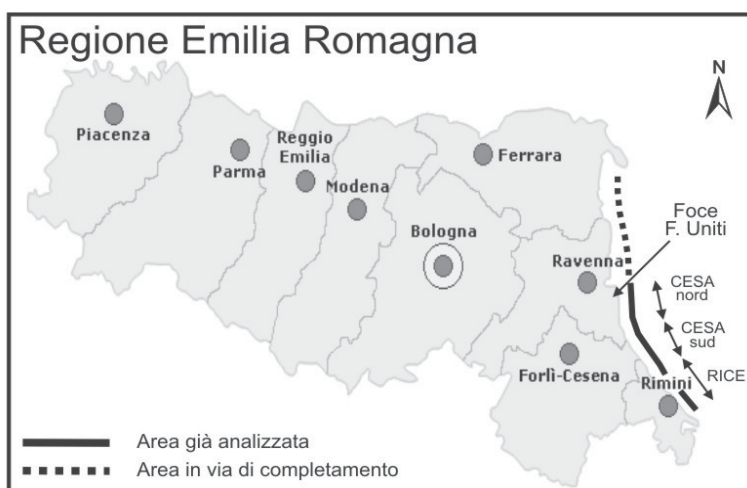 Regione Emilia Romagna
N
Piacenza
Parma
Reggio
Emilia
Modena
Ferrara
Bologna
Foce
F. Uniti
Ravenna
CESA
nord
CESA
sud
Forlì-Cesena
RICE
Rimini
Area già analizzata
Area in via di completamento